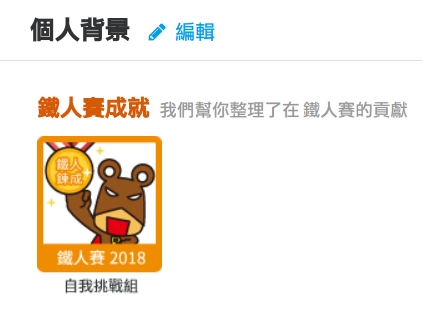 個人背景 編輯
鐵人賽成就 我們幫你整理了在 鐵人賽的貢獻
鐵人
鍊成
鐵人賽 2018
自我挑戰組